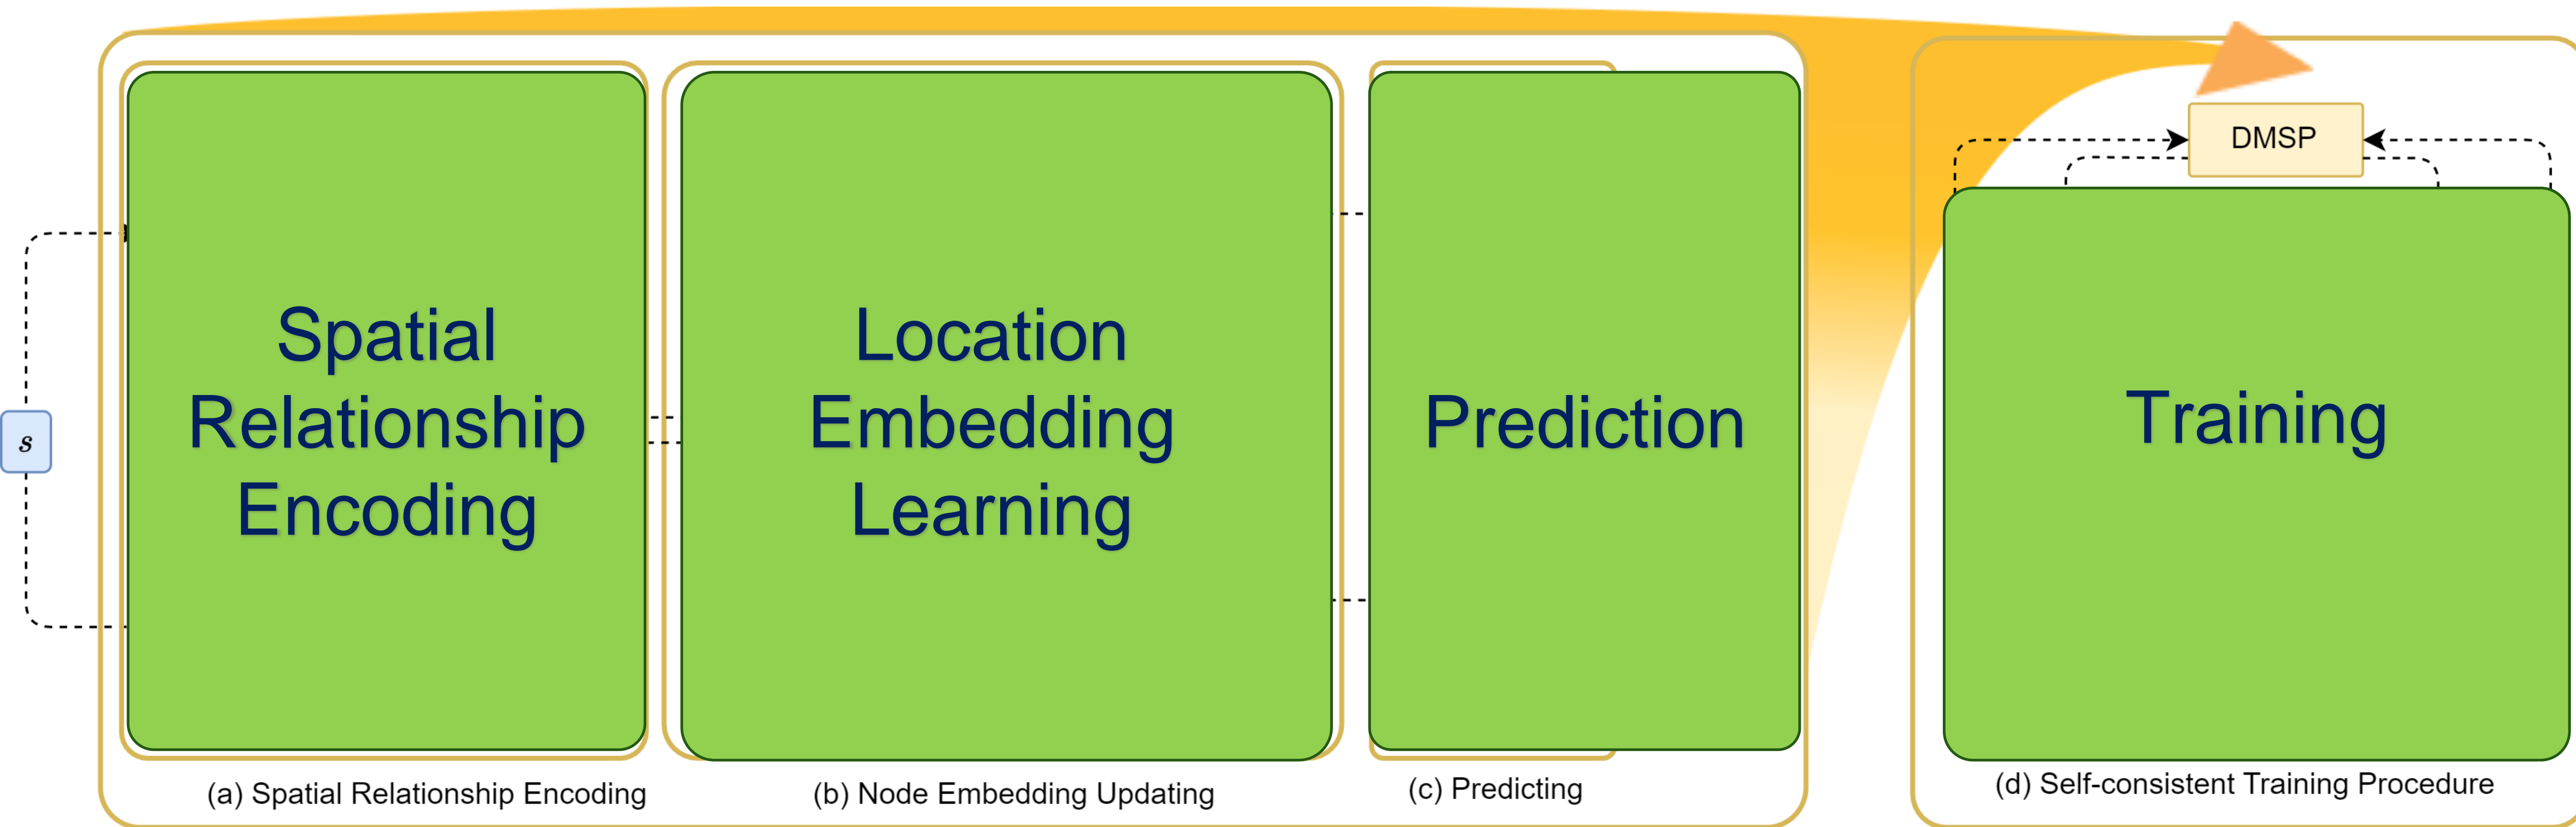 s
Spatial
Relationship
Encoding
Location
Embedding
Learning
Prediction
DMSP
Training
(a) Spatial Relationship Encoding
(b) Node Embedding Updating
(c) Predicting
(d) Self-consistent Training Procedure